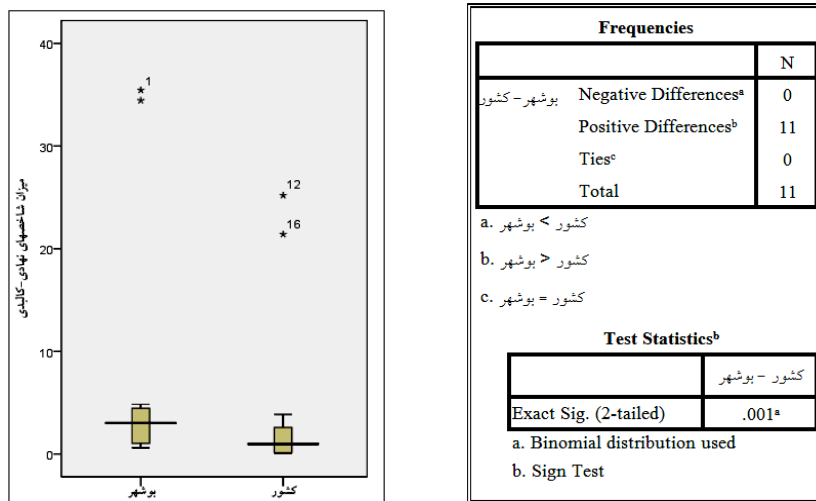 میزان شاخصهای نهادی-کالبدی
40
30
20
10
0
1
12
16
بوشهر
کشور
Frequencies
N
بوشهر - کشور Negative Differencesᵃ 0
Positive Differencesᵇ 11
Tiesᶜ 0
Total 11
a. کشور > بوشهر
b. کشور < بوشهر
c. کشور = بوشهر
Test Statisticsᵇ
کشور - بوشهر
Exact Sig. (2-tailed) .001ᵃ
a. Binomial distribution used
b. Sign Test